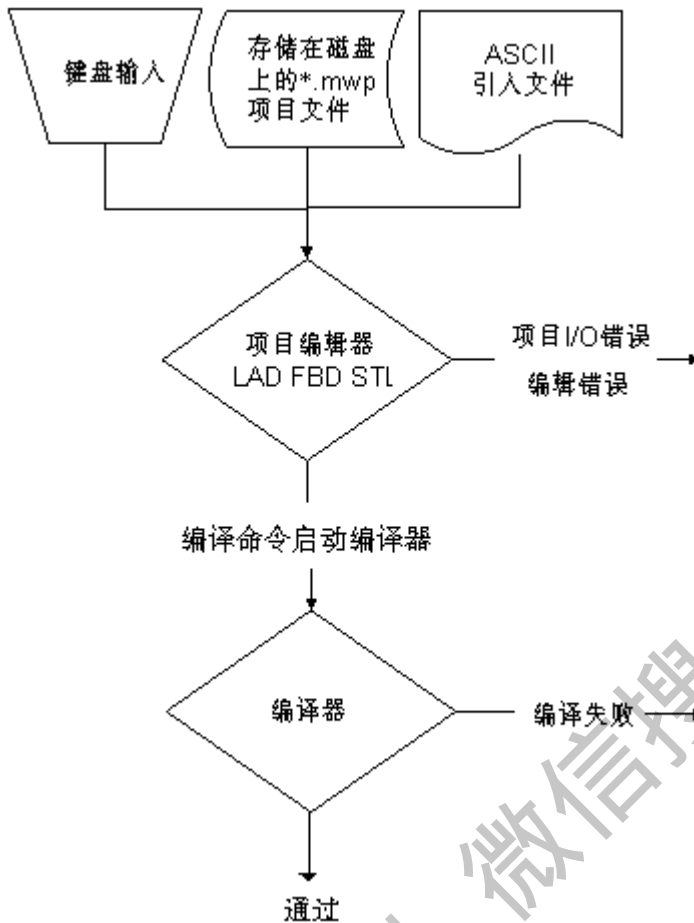 键盘输入
存储在磁盘
上的*.mwp
项目文件
ASCII
引入文件
项目编辑器
LAD FBD STL
项目I/O错误
编辑错误
编译命令启动编译器
编译器
编译失败
通过
微信搜